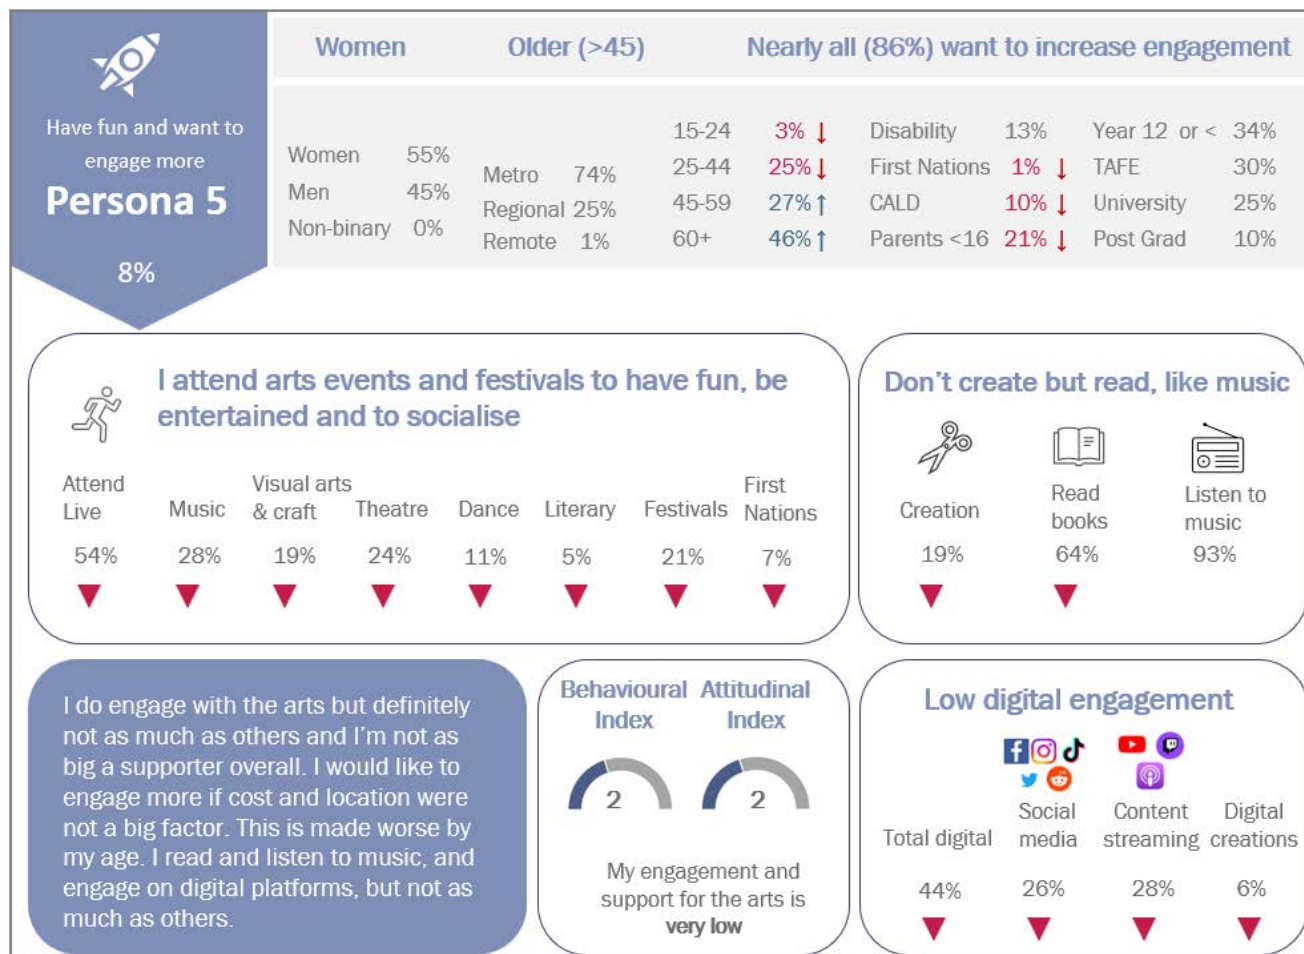 Have fun and want to
engage more
Persona 5
8%
Women
Older (>45)
Nearly all (86%) want to increase engagement
Women 55%
Men 45%
Non-binary 0%
Metro 74%
Regional 25%
Remote 1%
15-24 3% ↓
25-44 25% ↓
45-59 27% ↑
60+ 46% ↑
Disability 13%
First Nations 1% ↓
CALD 10% ↓
Parents <16 21% ↓
Year 12 or < 34%
TAFE 30%
University 25%
Post Grad 10%
I attend arts events and festivals to have fun, be
entertained and to socialise
Attend
Live
54%
Music
28%
Visual arts
& craft
19%
Theatre
24%
Dance
11%
Literary
5%
Festivals
21%
First
Nations
7%
Don't create but read, like music
Creation
19%
Read
books
64%
Listen to
music
93%
I do engage with the arts but definitely
not as much as others and I'm not as
big a supporter overall. I would like to
engage more if cost and location were
not a big factor. This is made worse by
my age. I read and listen to music, and
engage on digital platforms, but not as
much as others.
Behavioural
Index
2
Attitudinal
Index
2
My engagement and
support for the arts is
very low
Low digital engagement
Total digital
44%
Social
media
26%
Content
streaming
28%
Digital
creations
6%